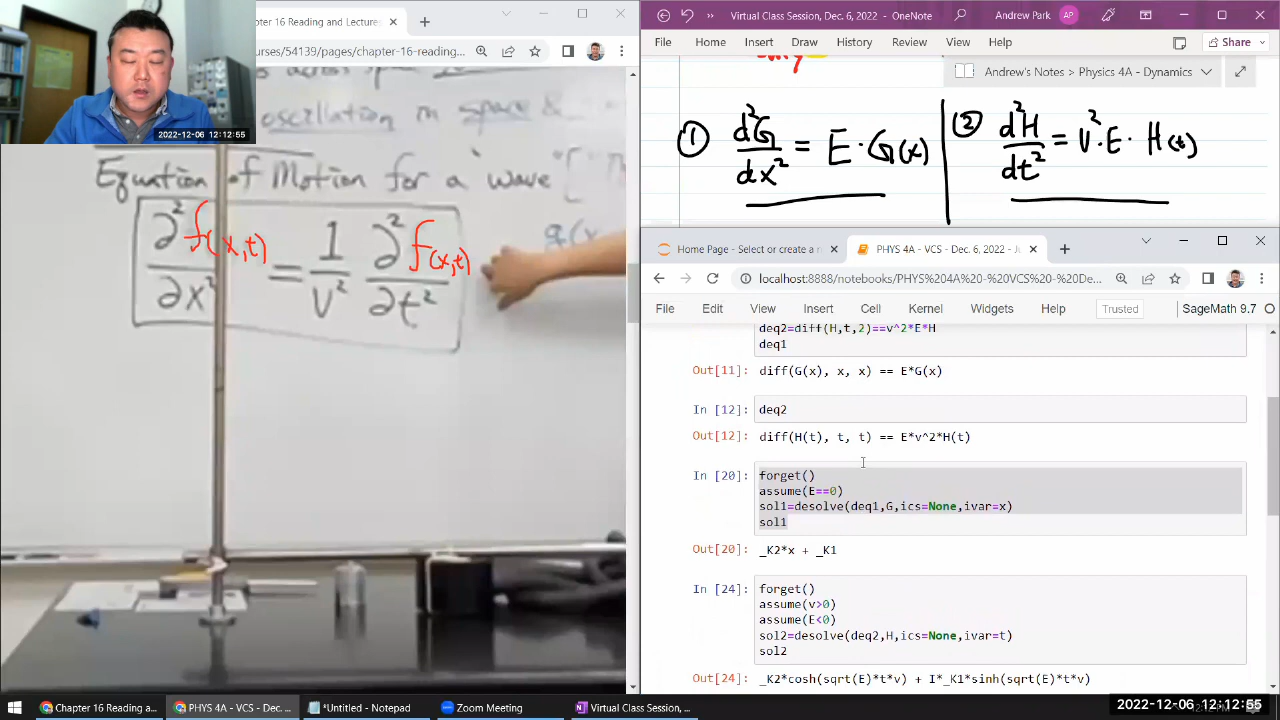 2022-12-06 12:12:55
hapter 16 Reading and Lecture
urses/54139/pages/chapter-16-reading...
oscillation in space &
Equation of Motion for a wave
∂² f(x,t) / ∂x² = 1/v² ∂² f(x,t) / ∂t²
Virtual Class Session, Dec. 6, 2022 - OneNote
Andrew Park
AP
File
Home
Insert
Draw
History
Review
View
Help
Share
Andrew's Notes › Physics 4A - Dynamics
① d²G/dx² = E · G(x)
② d²H/dt² = v² · E · H(t)
Home Page - Select or create a n
PHYS 4A - VCS - Dec. 6, 2022 - Ju
localhost:8888/notebooks/PHYS%204A%20VCS%20-%20Dec...
File
Edit
View
Insert
Cell
Kernel
Widgets
Help
Trusted
SageMath 9.7
deq2=diff(H,t,2)==v^2*E*H
deq1
Out[11]: diff(G(x), x, x) == E*G(x)
In [12]: deq2
Out[12]: diff(H(t), t, t) == E*v^2*H(t)
In [20]: forget()
assume(E==0)
sol1=desolve(deq1,G,ics=None,ivar=x)
sol1
Out[20]: _K2*x + _K1
In [24]: forget()
assume(v>0)
assume(E<0)
sol2=desolve(deq2,H,ics=None,ivar=t)
sol2
Out[24]: _K2*cosh(sqrt(E)*t*v) + I*_K1*sinh(sqrt(E)*t*v)
Chapter 16 Reading a...
PHYS 4A - VCS - Dec...
*Untitled - Notepad
Zoom Meeting
Virtual Class Session,...
2022-12-06 12:12:55